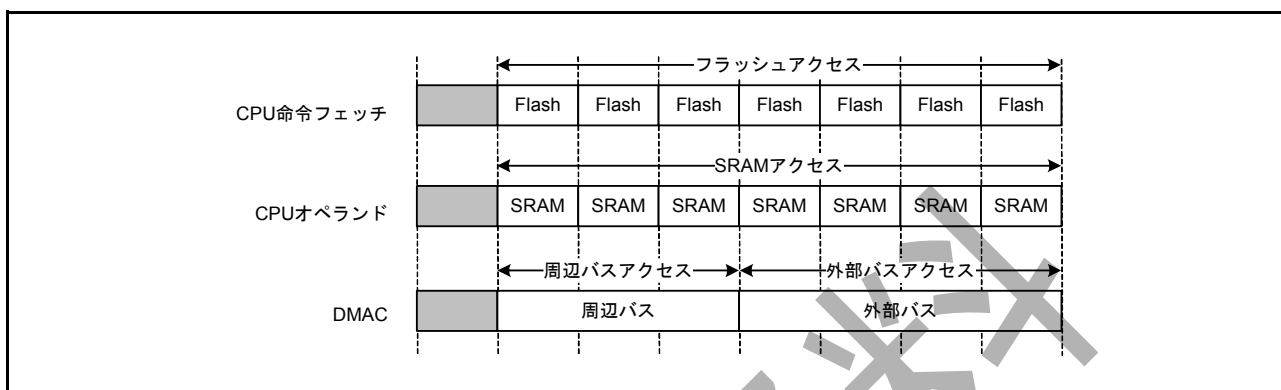 フラッシュアクセス
CPU命令フェッチ Flash Flash Flash Flash Flash Flash Flash
SRAMアクセス
CPUオペランド SRAM SRAM SRAM SRAM SRAM SRAM SRAM
周辺バスアクセス 外部バスアクセス
DMAC 周辺バス 外部バス